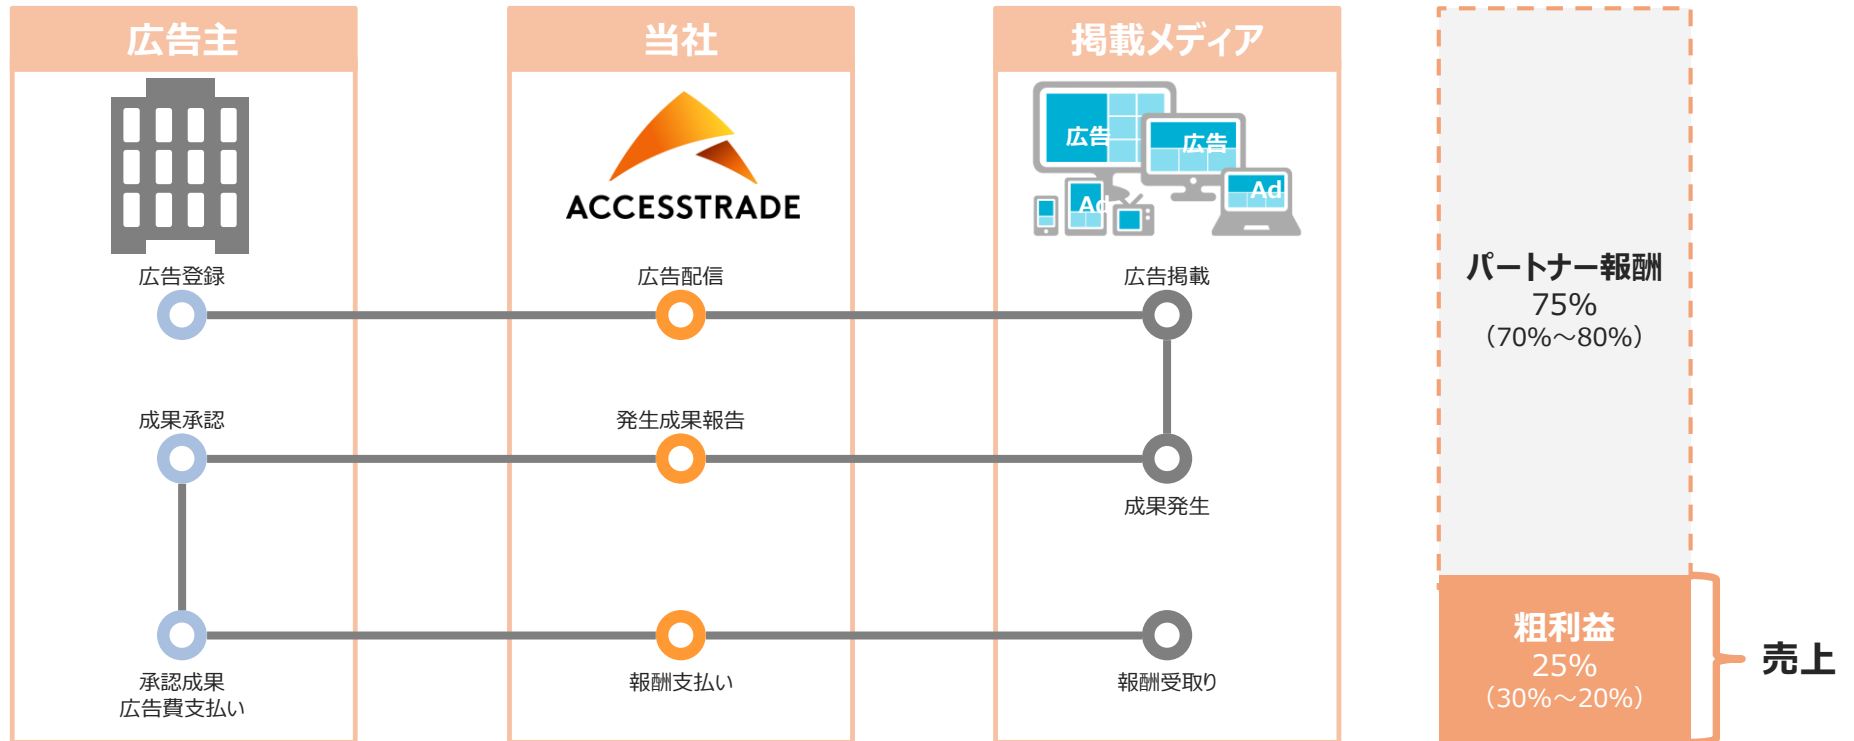 広告主
当社
掲載メディア
広告
広告
Ad
Ad
ACCESSTRADE
広告登録
広告配信
広告掲載
成果承認
発生成果報告
成果発生
承認成果
広告費支払い
報酬支払い
報酬受取り
パートナー報酬
75%
（70%～80%）
粗利益
25%
（30%～20%）
売上